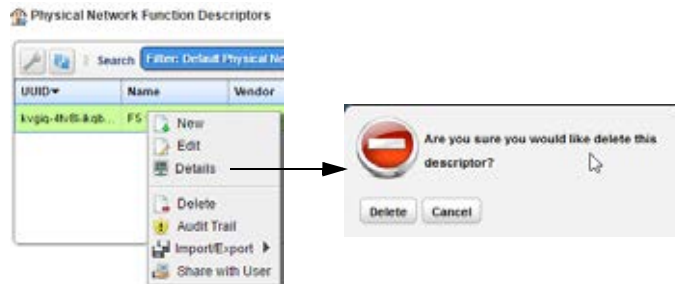 Physical Network Function Descriptors
Search Filter: Default Physical Ne
UUID Name Vendor
FS
New
Edit
Details
Delete
Audit Trail
Import/Export
Share with User
Are you sure you would like delete this
descriptor?
Delete Cancel